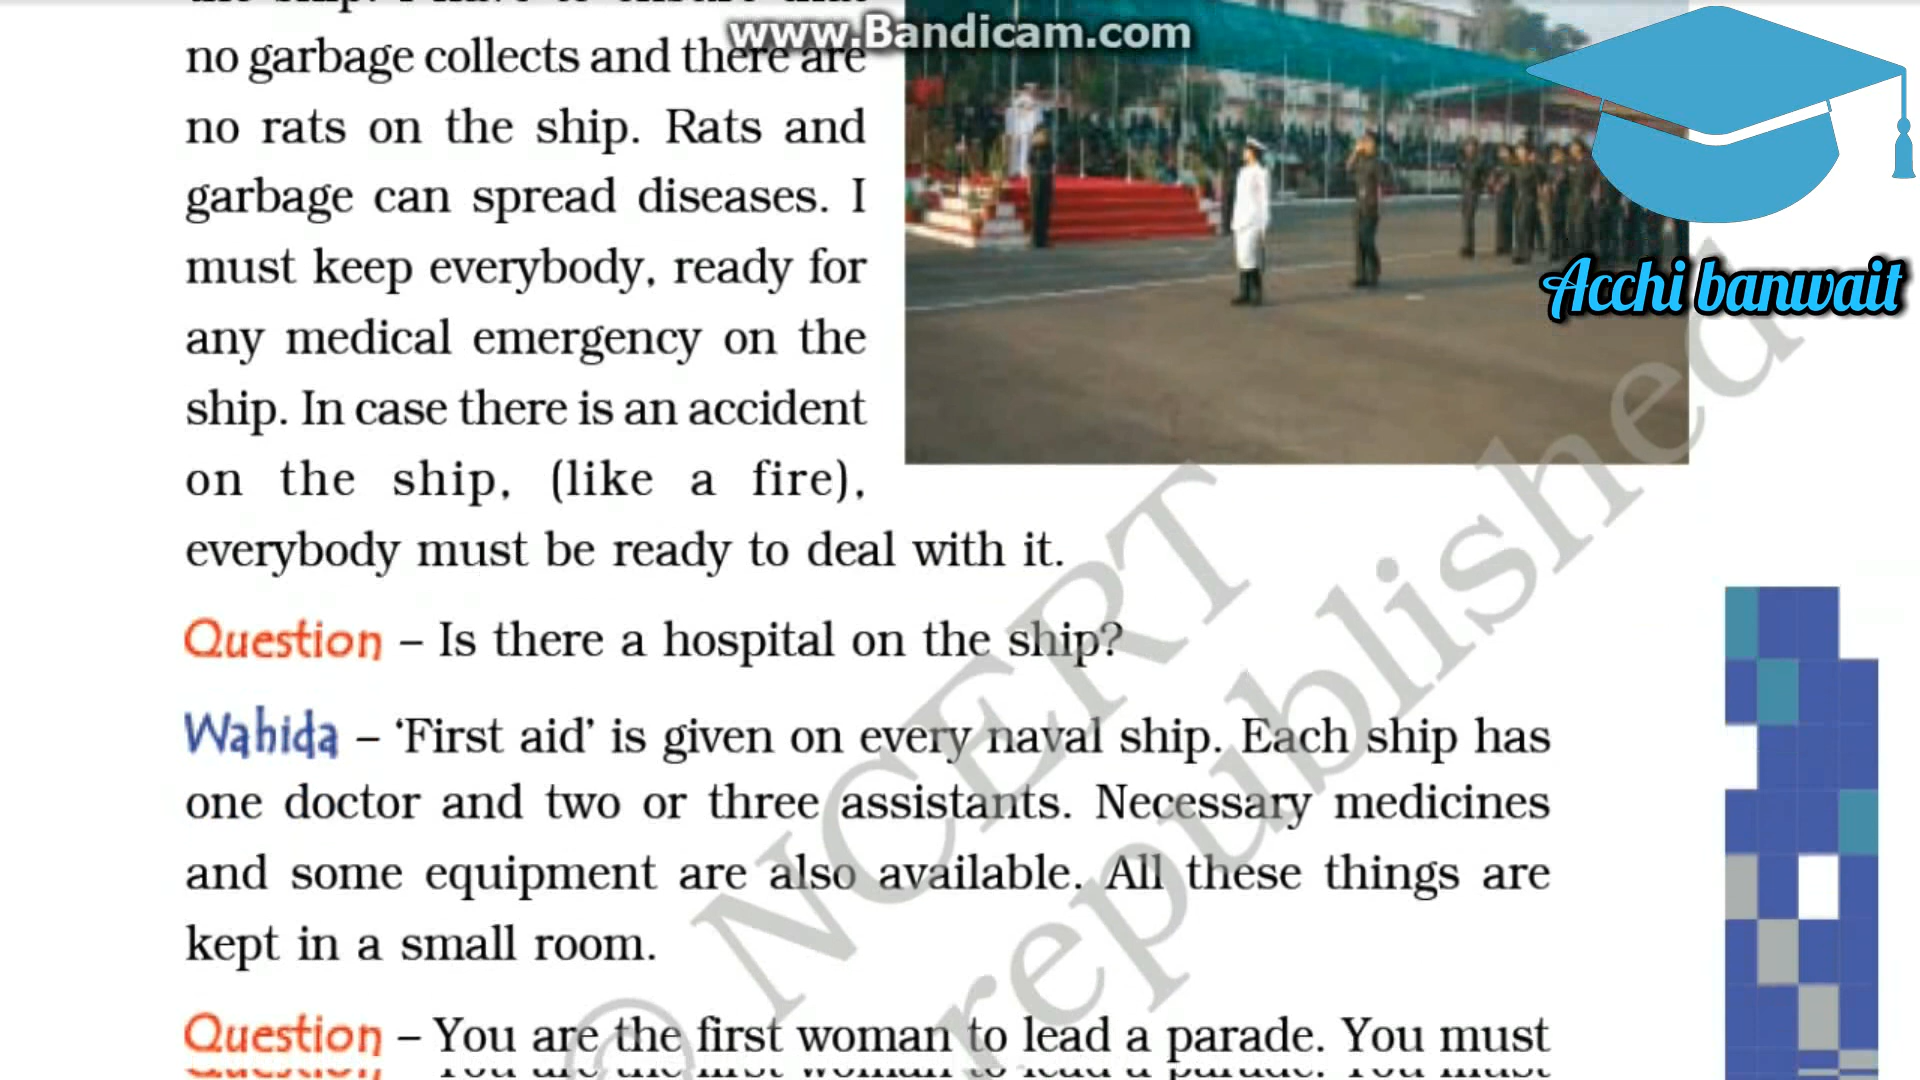 www.Bandicam.com
no garbage collects and there are
no rats on the ship. Rats and
garbage can spread diseases. I
must keep everybody, ready for
any medical emergency on the
ship. In case there is an accident
on the ship, (like a fire),
everybody must be ready to deal with it.
Acchi banwait
Question – Is there a hospital on the ship?
Wahida – ‘First aid’ is given on every naval ship. Each ship has
one doctor and two or three assistants. Necessary medicines
and some equipment are also available. All these things are
kept in a small room.
Question – You are the first woman to lead a parade. You must
© NCERT
republished